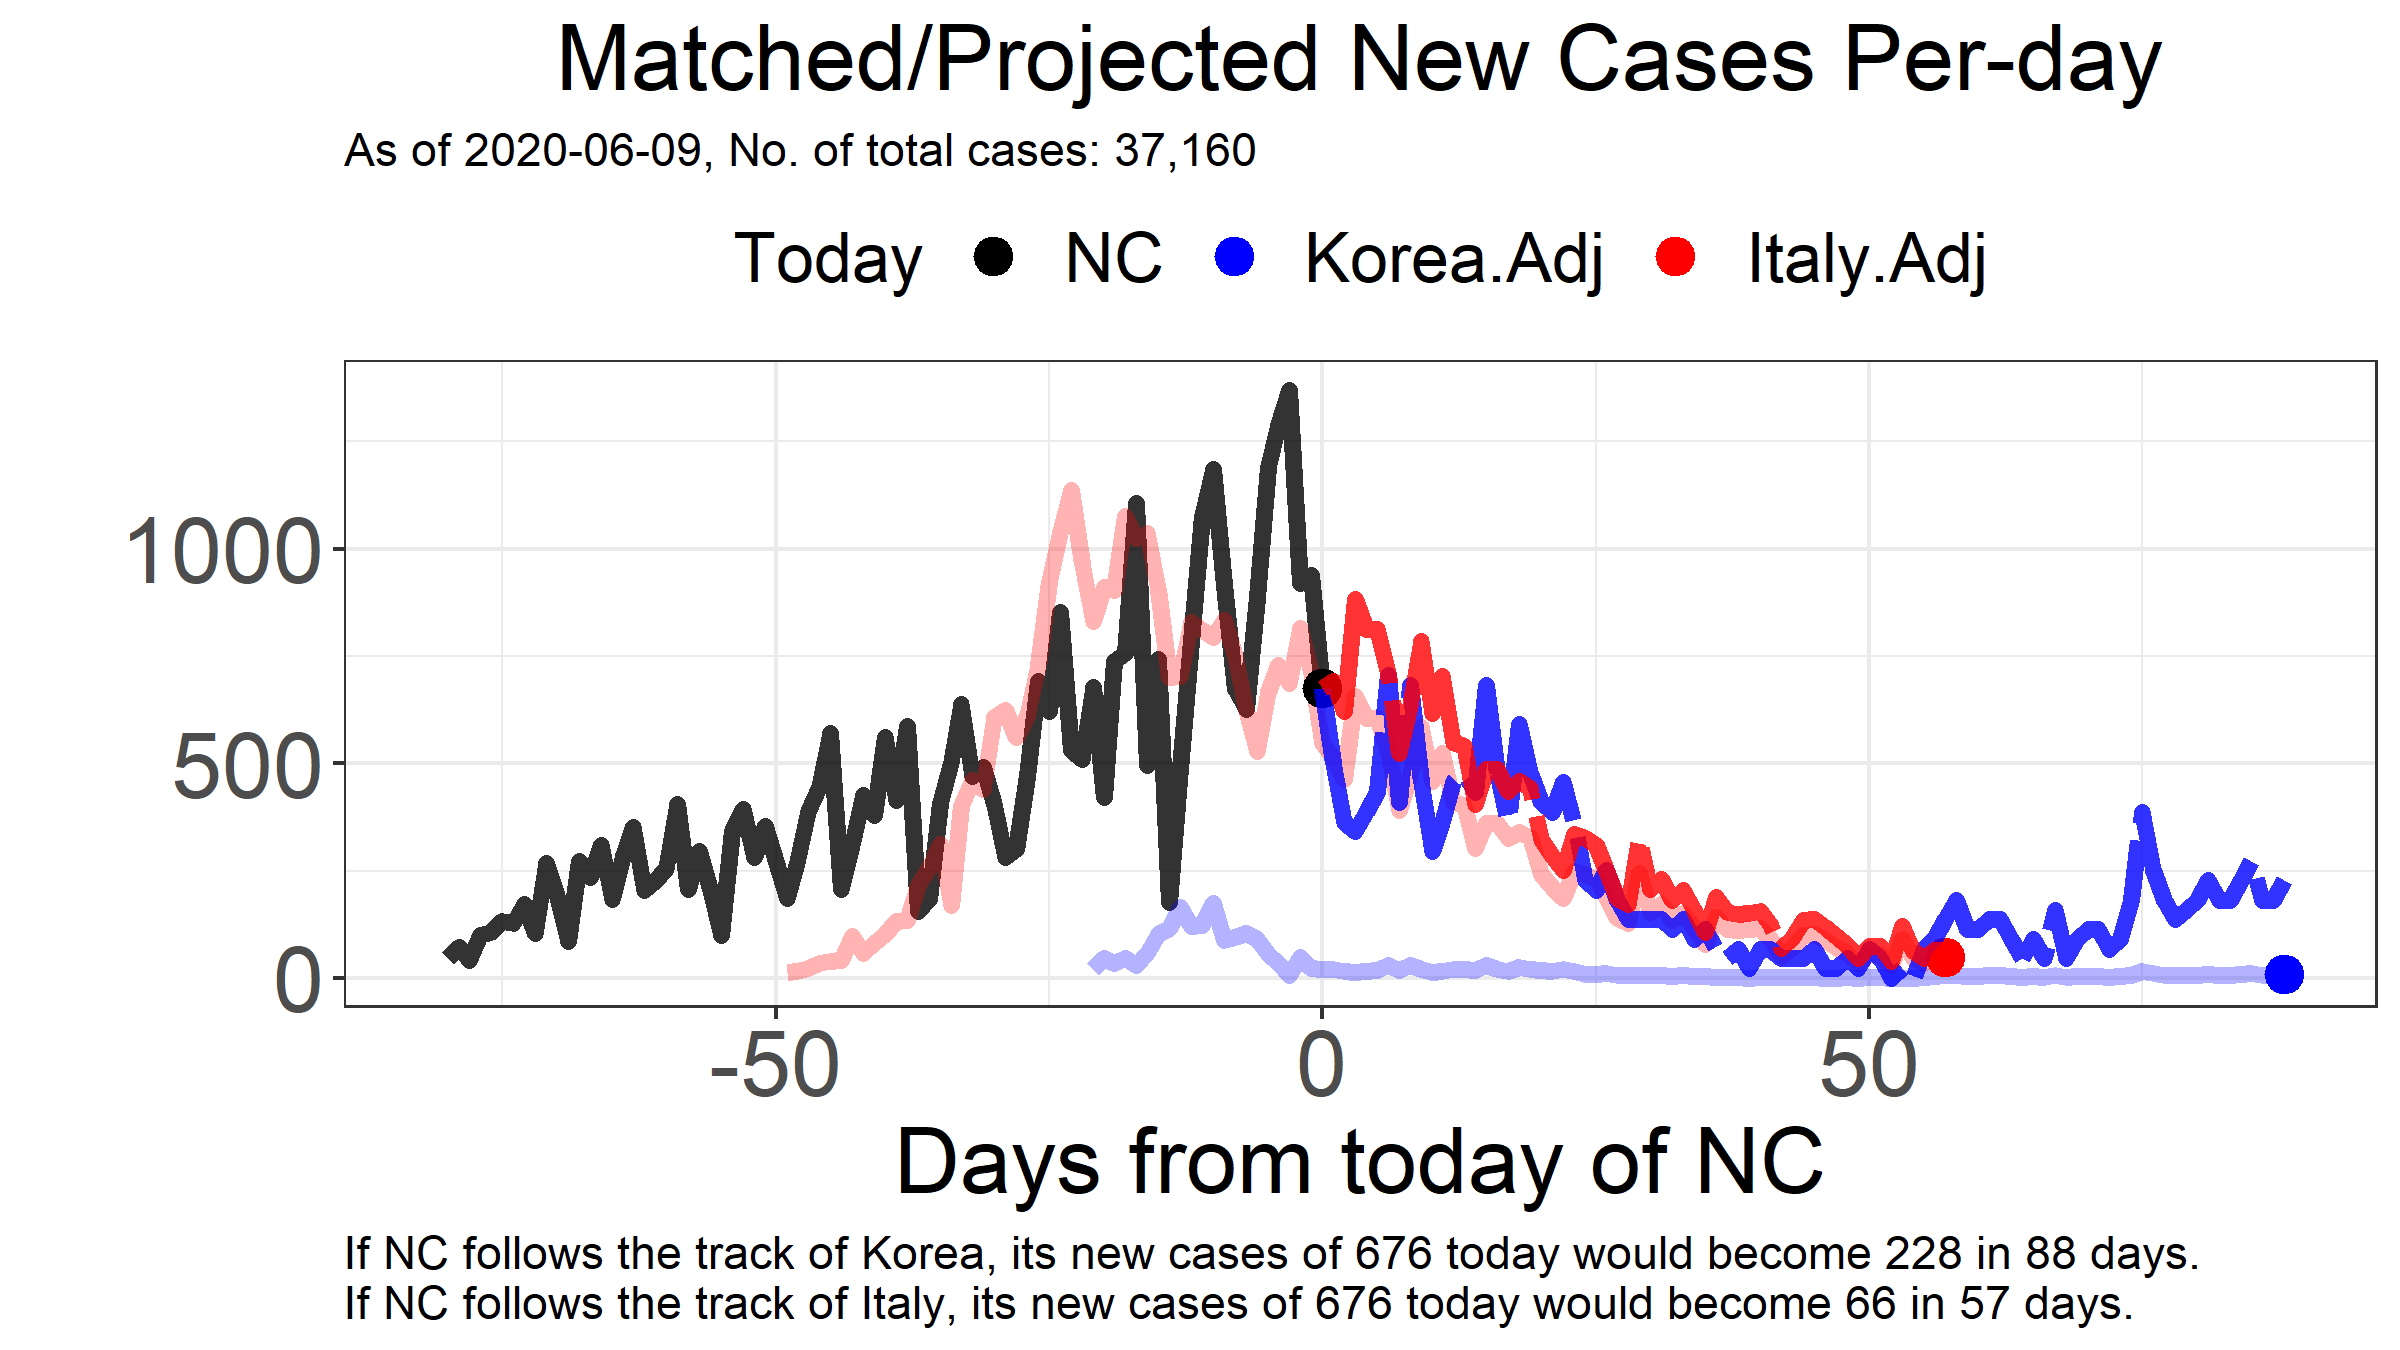 Matched/Projected New Cases Per-day
As of 2020-06-09, No. of total cases: 37,160
Today NC Korea.Adj Italy.Adj
1000
500
0
-50 0 50
Days from today of NC
If NC follows the track of Korea, its new cases of 676 today would become 228 in 88 days.
If NC follows the track of Italy, its new cases of 676 today would become 66 in 57 days.